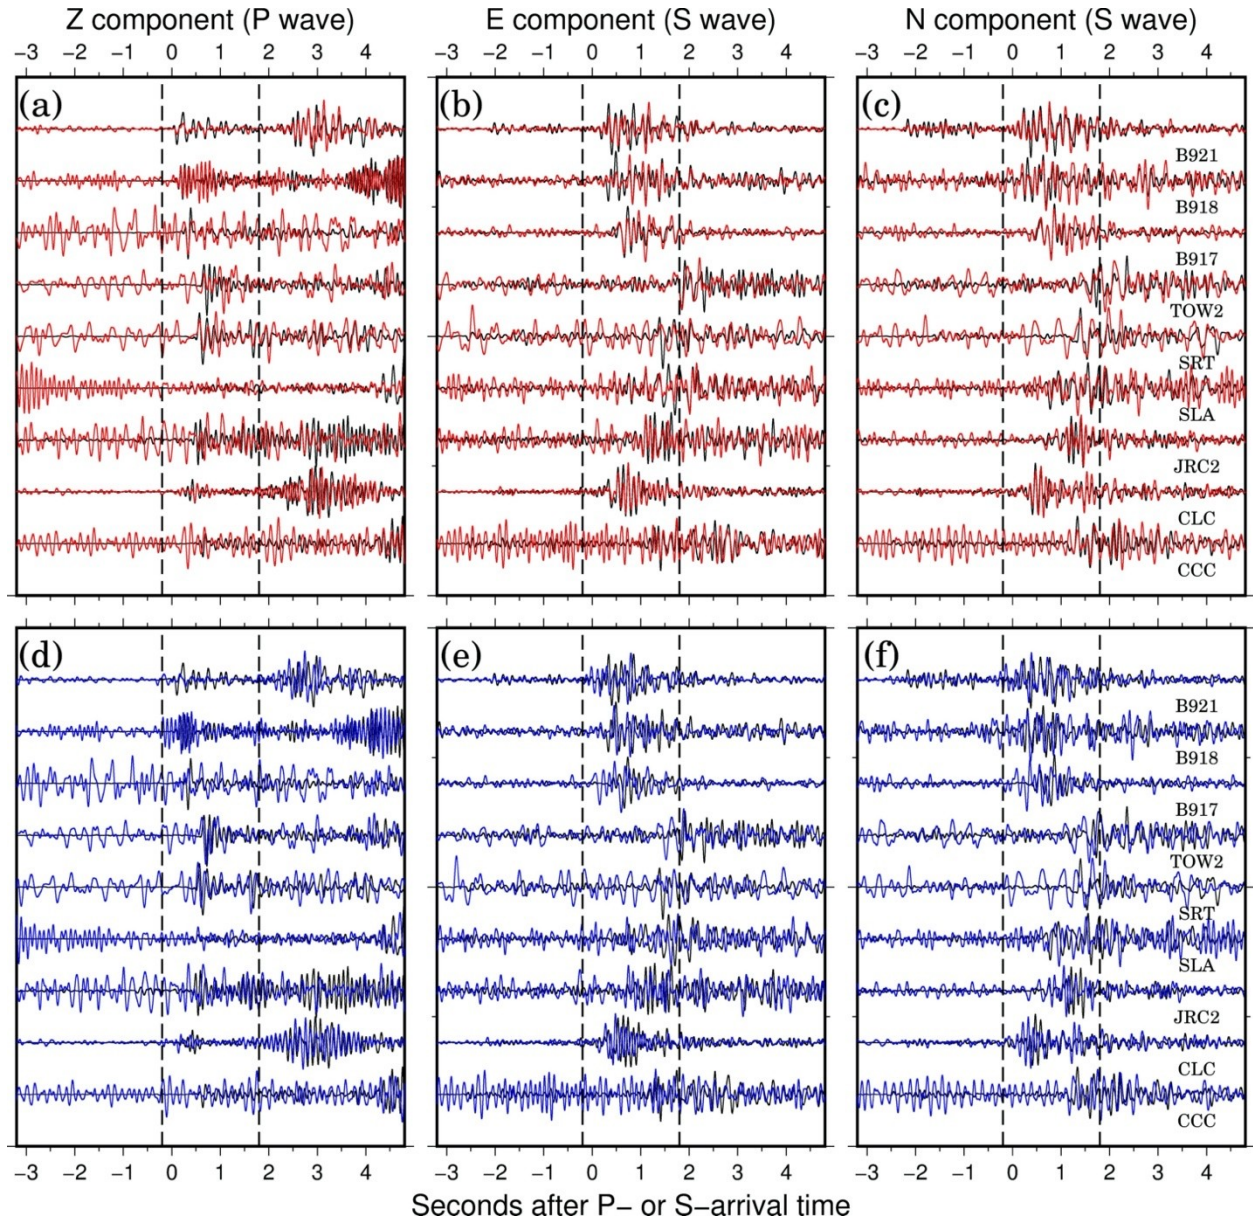 Z component (P wave) E component (S wave) N component (S wave)
−3 −2 −1 0 1 2 3 4 −3 −2 −1 0 1 2 3 4 −3 −2 −1 0 1 2 3 4
(a) (b) (c)
B921
B918
B917
TOW2
SRT
SLA
JRC2
CLC
CCC
(d) (e) (f)
B921
B918
B917
TOW2
SRT
SLA
JRC2
CLC
CCC
−3 −2 −1 0 1 2 3 4 −3 −2 −1 0 1 2 3 4 −3 −2 −1 0 1 2 3 4
Seconds after P− or S−arrival time